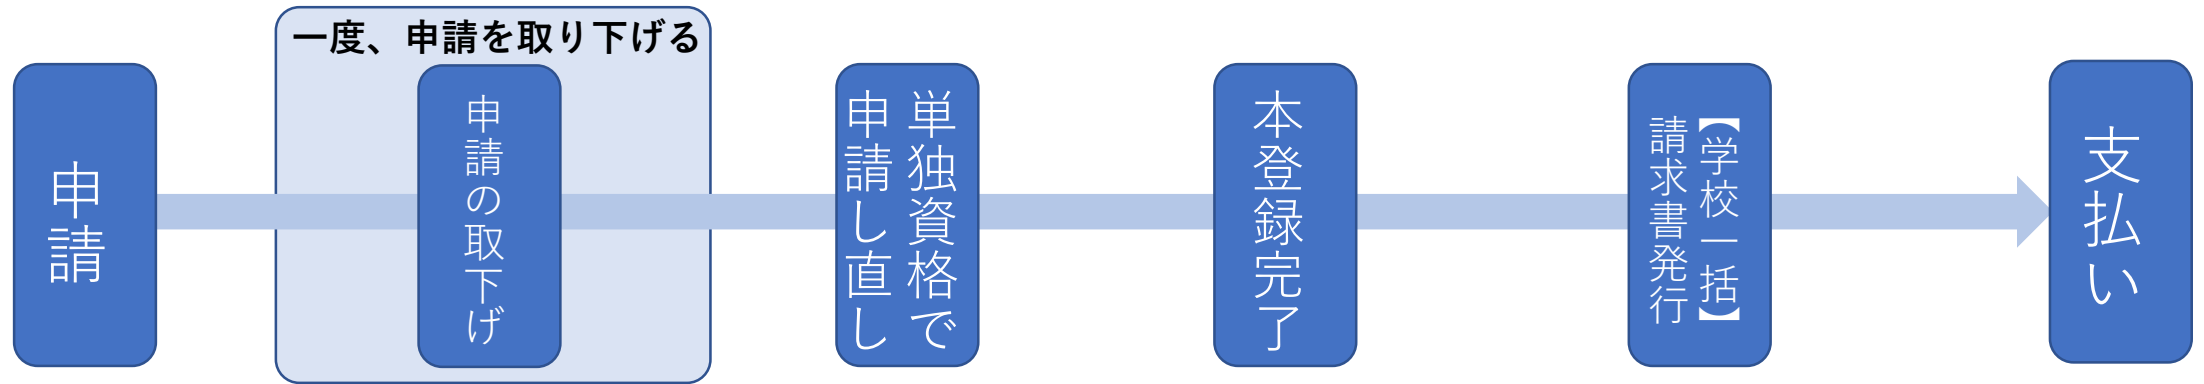 一度、申請を取り下げる
申請
申請の取下げ
単独資格で
申請し直し
本登録完了
【学校一括】
請求書発行
支払い